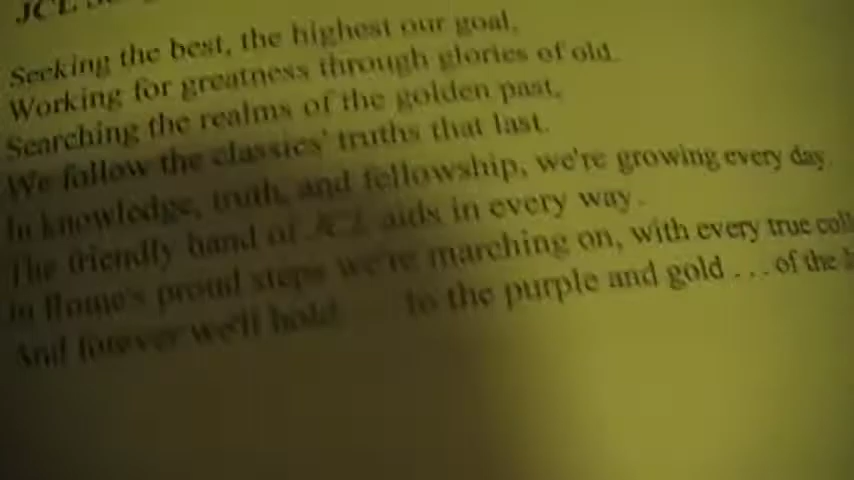 JCL
Seeking the best, the highest our goal,
Working for greatness through glories of old.
Searching the realms of the golden past,
We follow the classics' truths that last.
In knowledge, truth, and fellowship, we're growing every day.
The friendly hand of JCL aids in every way.
In Rome's proud steps we're marching on, with every true
And forever we'll hold . . . to the purple and gold . . . of the